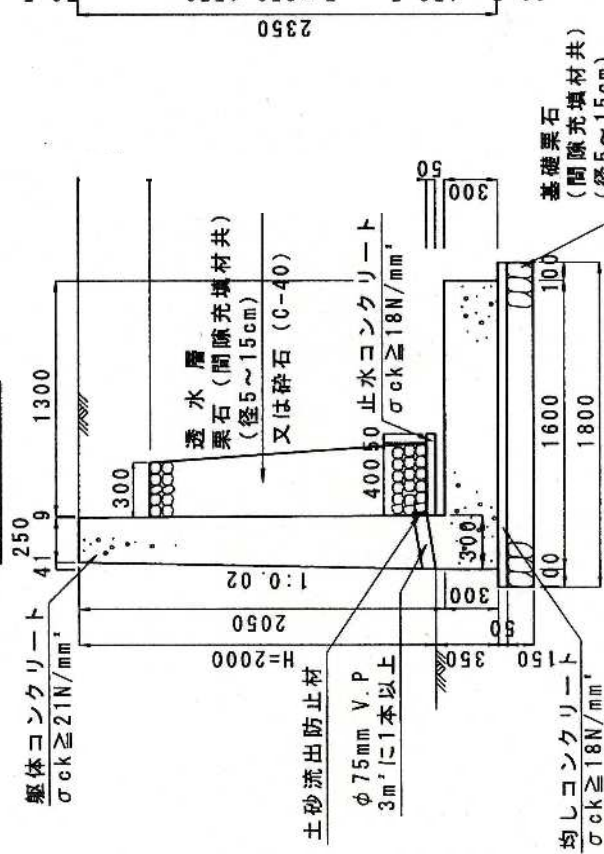 2350
250
41 9
1300
躯体コンクリート
σck≧21N/mm²
300
透水層
栗石(間隙充填材共)
(径5~15cm)
又は砕石(C-40)
1:0.02
2050
H=2000
土砂流出防止材
φ75mm V.P
3m²に1本以上
400
50
止水コンクリート
σck≧18N/mm²
50
300
300
300
350
50
150
均しコンクリート
σck≧18N/mm²
100
1600
100
1800
基礎栗石
(間隙充填材共)
(径5~15cm)